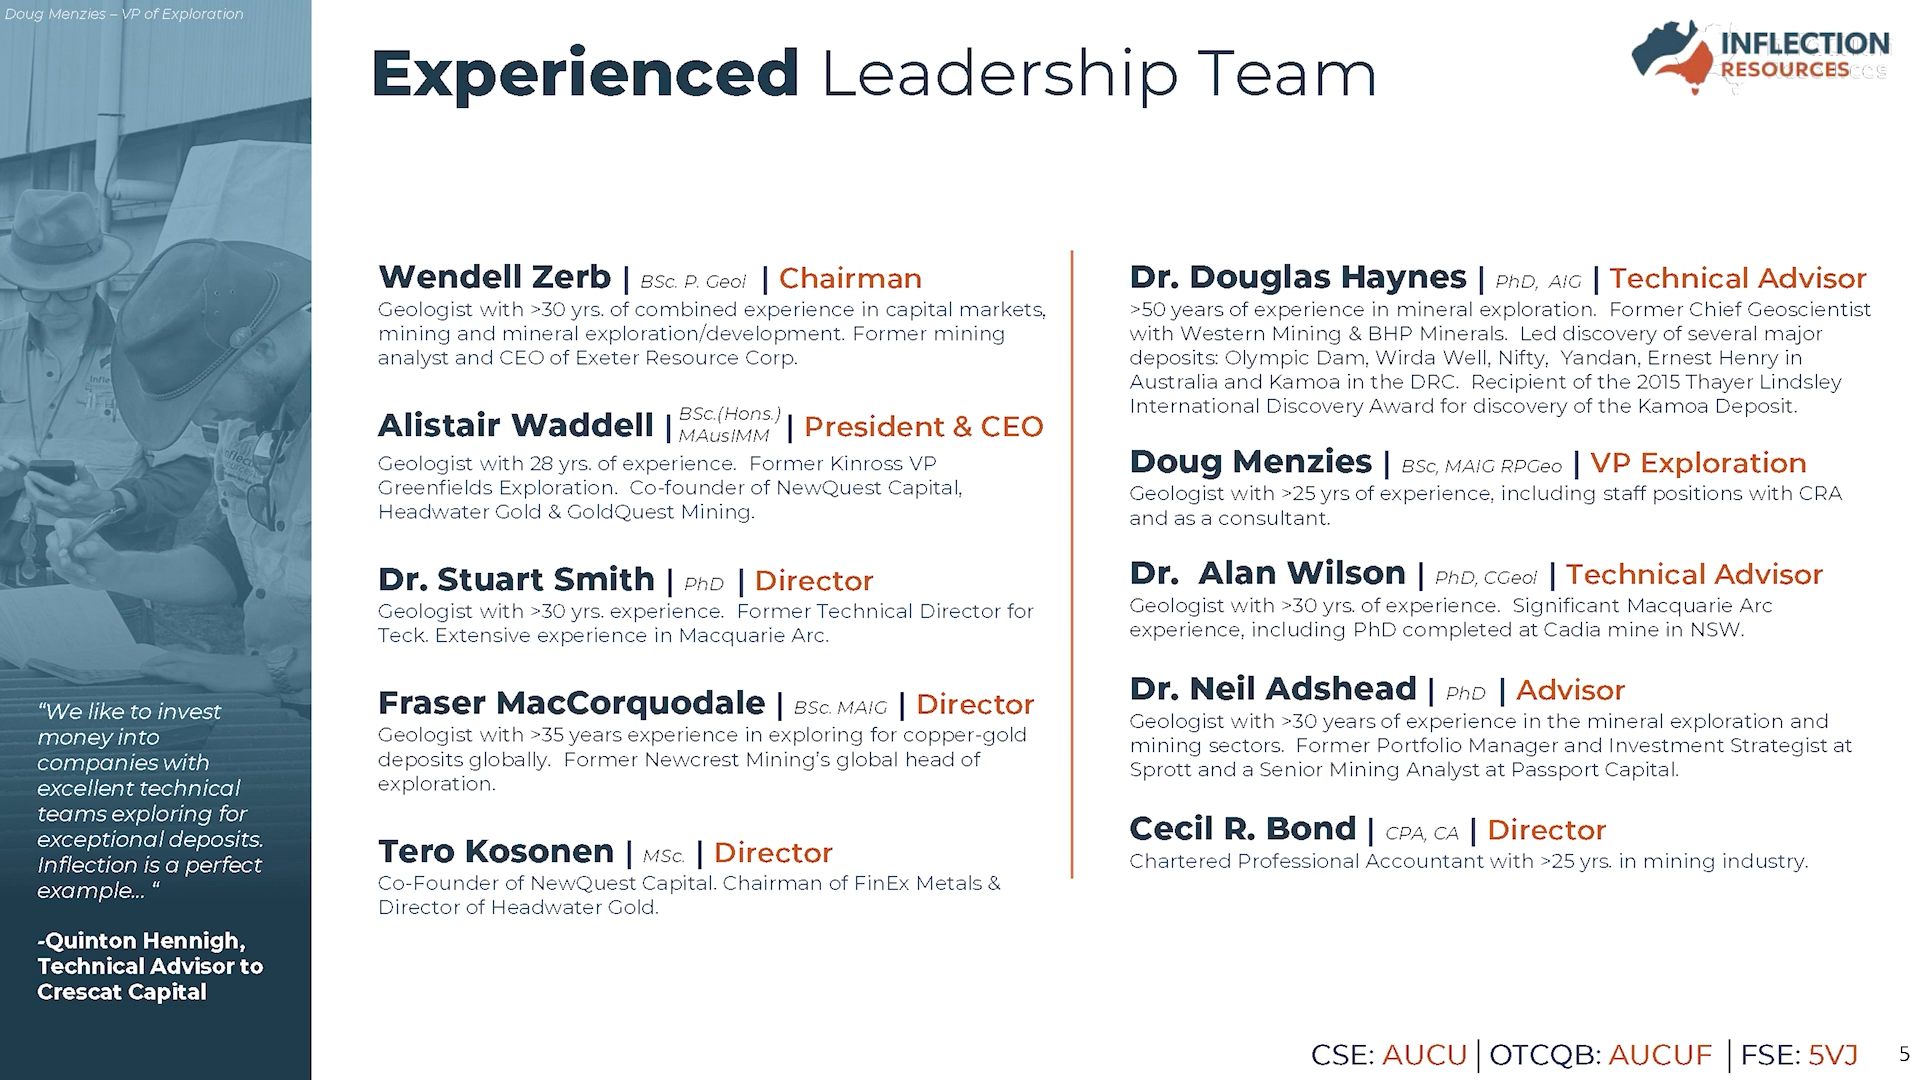 Doug Menzies – VP of Exploration
Experienced Leadership Team
INFLECTION
RESOURCES
Wendell Zerb | BSc. P. Geol | Chairman
Geologist with >30 yrs. of combined experience in capital markets,
mining and mineral exploration/development. Former mining
analyst and CEO of Exeter Resource Corp.
Alistair Waddell | BSc.(Hons.) MAusIMM | President & CEO
Geologist with 28 yrs. of experience. Former Kinross VP
Greenfields Exploration. Co-founder of NewQuest Capital,
Headwater Gold & GoldQuest Mining.
Dr. Stuart Smith | PhD | Director
Geologist with >30 yrs. experience. Former Technical Director for
Teck. Extensive experience in Macquarie Arc.
Fraser MacCorquodale | BSc. MAIG | Director
Geologist with >35 years experience in exploring for copper-gold
deposits globally. Former Newcrest Mining's global head of
exploration.
Tero Kosonen | MSc. | Director
Co-Founder of NewQuest Capital. Chairman of FinEx Metals &
Director of Headwater Gold.
Dr. Douglas Haynes | PhD, AIG | Technical Advisor
>50 years of experience in mineral exploration. Former Chief Geoscientist
with Western Mining & BHP Minerals. Led discovery of several major
deposits: Olympic Dam, Wirda Well, Nifty, Yandan, Ernest Henry in
Australia and Kamoa in the DRC. Recipient of the 2015 Thayer Lindsley
International Discovery Award for discovery of the Kamoa Deposit.
Doug Menzies | BSc, MAIG RPGeo | VP Exploration
Geologist with >25 yrs of experience, including staff positions with CRA
and as a consultant.
Dr. Alan Wilson | PhD, CGeol | Technical Advisor
Geologist with >30 yrs. of experience. Significant Macquarie Arc
experience, including PhD completed at Cadia mine in NSW.
Dr. Neil Adshead | PhD | Advisor
Geologist with >30 years of experience in the mineral exploration and
mining sectors. Former Portfolio Manager and Investment Strategist at
Sprott and a Senior Mining Analyst at Passport Capital.
Cecil R. Bond | CPA, CA | Director
Chartered Professional Accountant with >25 yrs. in mining industry.
“We like to invest
money into
companies with
excellent technical
teams exploring for
exceptional deposits.
Inflection is a perfect
example... “
-Quinton Hennigh,
Technical Advisor to
Crescat Capital
CSE: AUCU | OTCQB: AUCUF | FSE: 5VJ
5